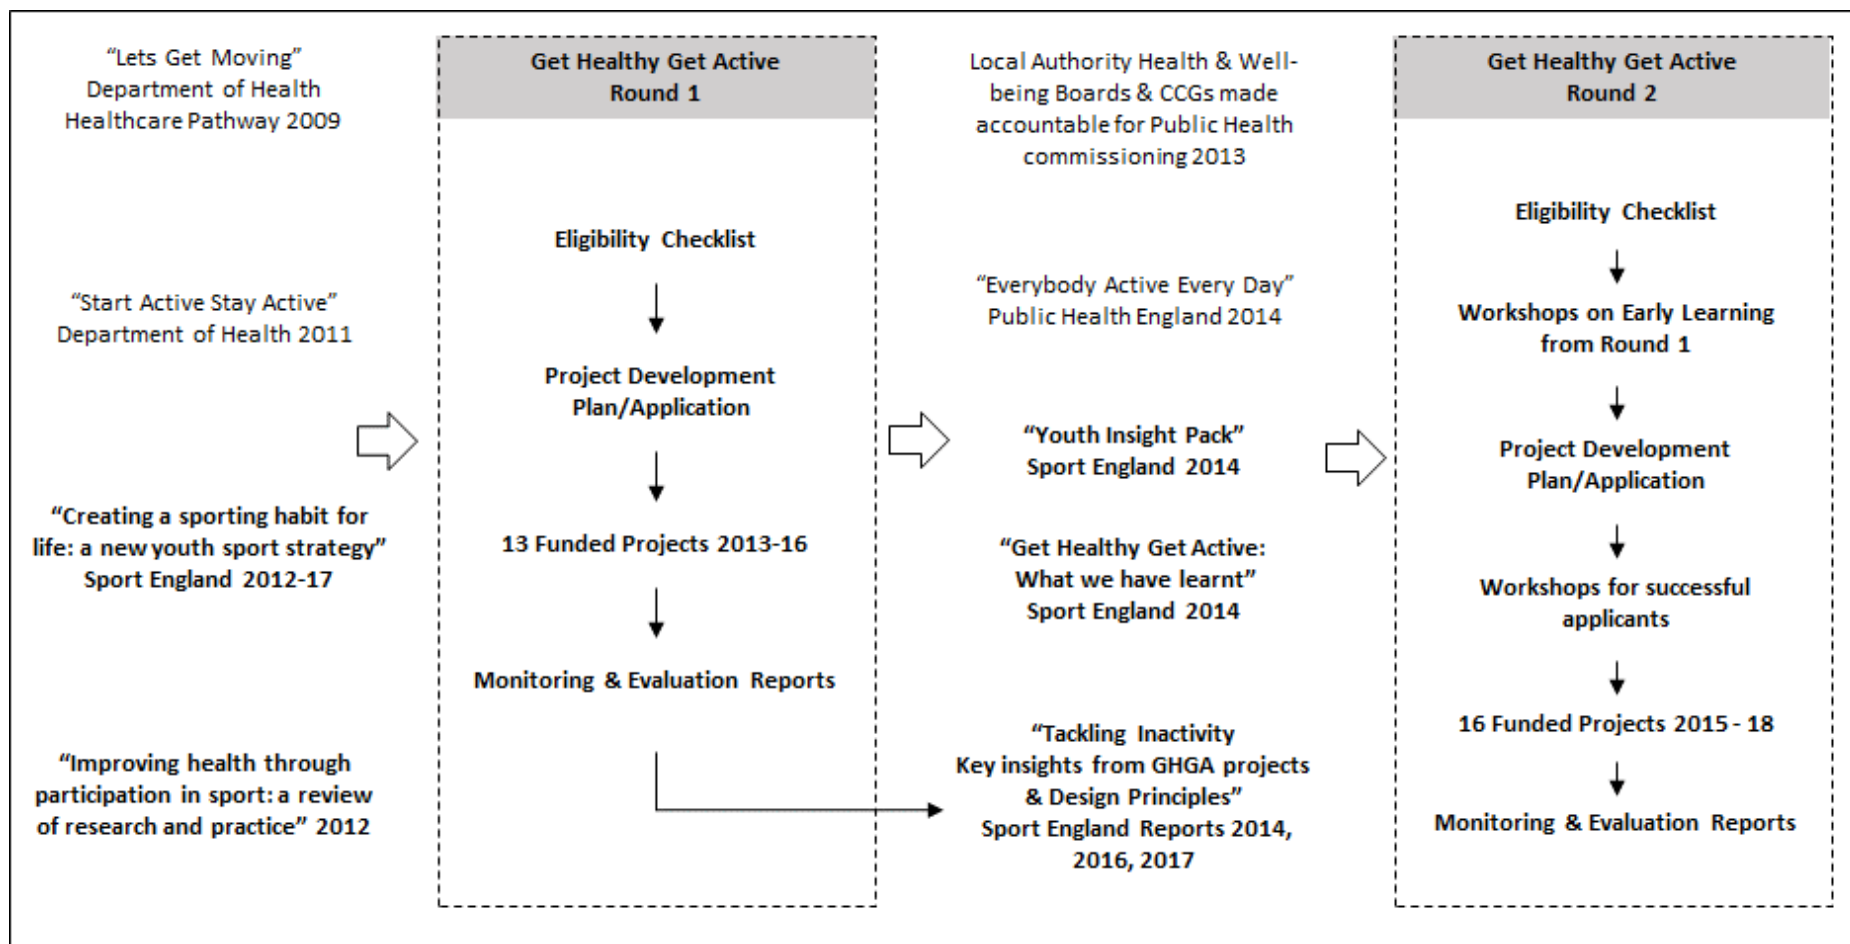 “Lets Get Moving”
Department of Health
Healthcare Pathway 2009
“Start Active Stay Active”
Department of Health 2011
“Creating a sporting habit for
life: a new youth sport strategy”
Sport England 2012-17
“Improving health through
participation in sport: a review
of research and practice” 2012
Get Healthy Get Active
Round 1
Eligibility Checklist
Project Development
Plan/Application
13 Funded Projects 2013-16
Monitoring & Evaluation Reports
Local Authority Health & Well-
being Boards & CCGs made
accountable for Public Health
commissioning 2013
“Everybody Active Every Day”
Public Health England 2014
“Youth Insight Pack”
Sport England 2014
“Get Healthy Get Active:
What we have learnt”
Sport England 2014
“Tackling Inactivity
Key insights from GHGA projects
& Design Principles”
Sport England Reports 2014,
2016, 2017
Get Healthy Get Active
Round 2
Eligibility Checklist
Workshops on Early Learning
from Round 1
Project Development
Plan/Application
Workshops for successful
applicants
16 Funded Projects 2015 - 18
Monitoring & Evaluation Reports